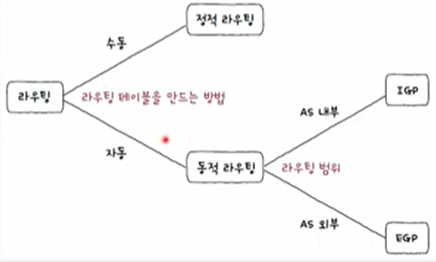 정적 라우팅
수동
라우팅
라우팅 테이블을 만드는 방법
자동
동적 라우팅
라우팅 범위
AS 내부
IGP
AS 외부
EGP